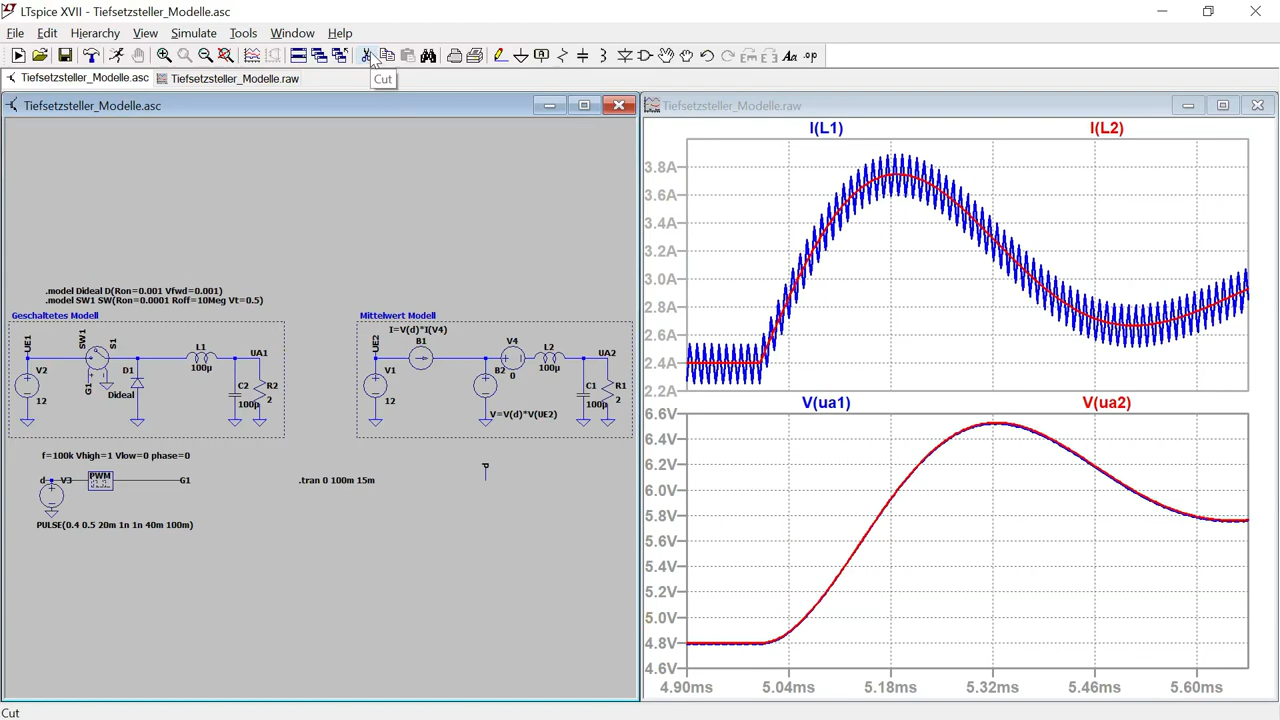 LTspice XVII - Tiefsetzsteller_Modelle.asc
File Edit Hierarchy View Simulate Tools Window Help
Aa .op
Tiefsetzsteller_Modelle.asc Tiefsetzsteller_Modelle.raw
Cut
Tiefsetzsteller_Modelle.asc
.model Dideal D(Ron=0.001 Vfwd=0.001)
.model SW1 SW(Ron=0.0001 Roff=10Meg Vt=0.5)
Geschaltetes Modell
UE1
SW1
S1
L1
100µ
UA1
V2
12
G1
D1
Dideal
C2
100µ
R2
2
Mittelwert Modell
I=V(d)*I(V4)
UE2
B1
V4
0
L2
100µ
UA2
V1
12
B2
V=V(d)*V(UE2)
C1
100µ
R1
2
f=100k Vhigh=1 Vlow=0 phase=0
d V3 PWM G1
PULSE(0.4 0.5 20m 1n 1n 40m 100m)
.tran 0 100m 15m
Tiefsetzsteller_Modelle.raw
I(L1) I(L2)
3.8A
3.6A
3.4A
3.2A
3.0A
2.8A
2.6A
2.4A
2.2A
V(ua1) V(ua2)
6.6V
6.4V
6.2V
6.0V
5.8V
5.6V
5.4V
5.2V
5.0V
4.8V
4.6V
4.90ms 5.04ms 5.18ms 5.32ms 5.46ms 5.60ms
Cut